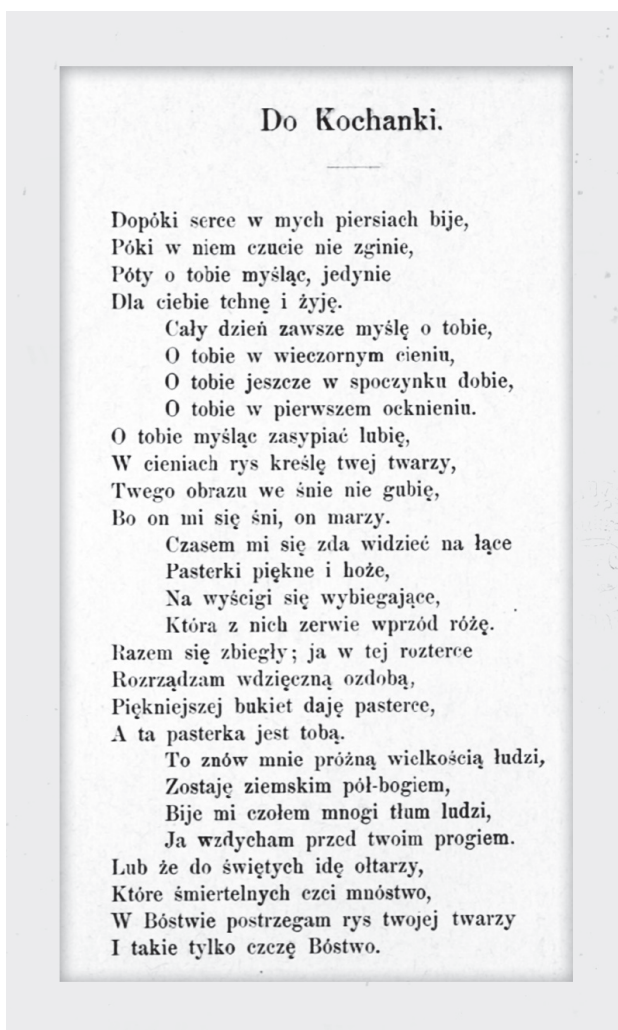 Do Kochanki.
Dopóki serce w mych piersiach bije,
Póki w niem czucie nie zginie,
Póty o tobie myśląc, jedynie
Dla ciebie tchnę i żyję.
Cały dzień zawsze myślę o tobie,
O tobie w wieczornym cieniu,
O tobie jeszcze w spoczynku dobie,
O tobie w pierwszem ocknieniu.
O tobie myśląc zasypiać lubię,
W cieniach rys kreślę twej twarzy,
Twego obrazu we śnie nie gubię,
Bo on mi się śni, on marzy.
Czasem mi się zda widzieć na łące
Pasterki piękne i hoże,
Na wyścigi się wybiegające,
Która z nich zerwie wprzód różę.
Razem się zbiegły; ja w tej rozterce
Rozrządzam wdzięczną ozdobą,
Piękniejszej bukiet daję pasterce,
A ta pasterka jest tobą.
To znów mnie próżną wielkością łudzi,
Zostaję ziemskim pół-bogiem,
Bije mi czołem mnogi tłum ludzi,
Ja wzdycham przed twoim progiem.
Lub że do świętych idę ołtarzy,
Które śmiertelnych czci mnóstwo,
W Bóstwie postrzegam rys twojej twarzy
I takie tylko czczę Bóstwo.